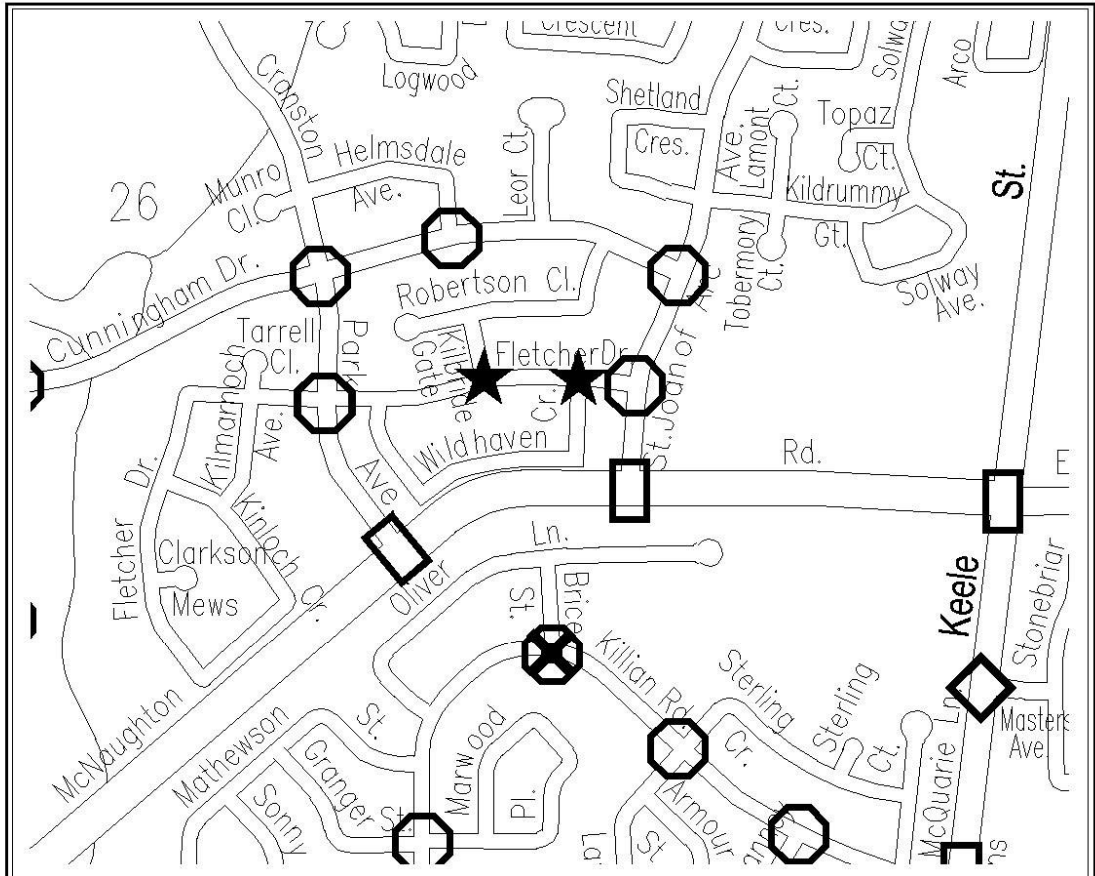 Crescent
Cres.
Logwood
Solwa
Arco
Cranston
Shetland
Cres.
Ave.
Lamont
Ct.
Topaz
Ct.
Helmsdale
Ave.
Leor Ct.
Munro
Cl.
26
Kildrummy
Gt.
St.
Tobermory
Ct.
Solway
Ave.
Cunningham Dr.
Robertson Cl.
Tarrell
Cl.
Park
Ave
Kilbride
Gate
Fletcher Dr.
St. Joan of Arc
Kilmarnoch
Ave.
Wildhaven
Cr.
Rd.
E
Fletcher
Dr.
Kinloch Cr.
Clarkson
Mews
Oliver
Ln.
Brice
St.
Keele
Stonebriar
Killian Rd.
Sterling
Cr.
Sterling
Ct.
McQuarie Ln
Masters
Ave.
McNaughton
Mathewson
St.
Granger
St.
Sonny
Marwood
Pl.
Armour
St
La
anny
ns